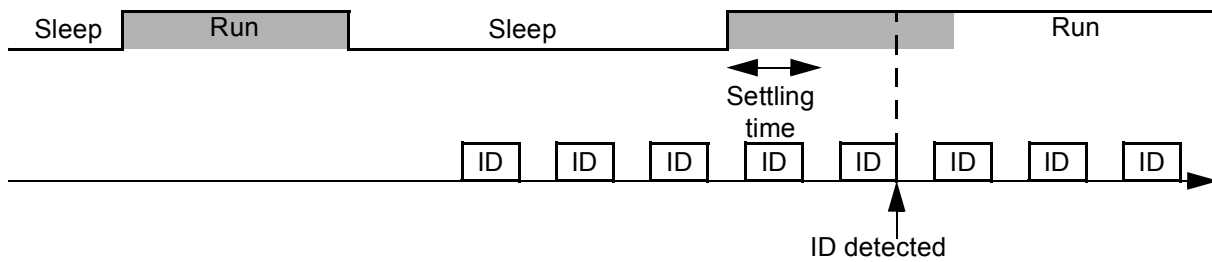 Sleep Run Sleep Run
Settling
time
ID ID ID ID ID ID ID ID
ID detected